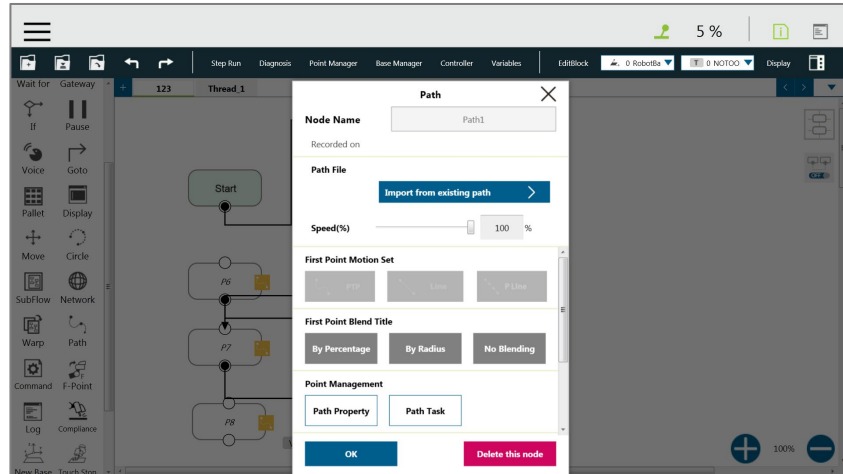 5 %
Step Run Diagnosis Point Manager Base Manager Controller Variables EditBlock 0 RobotBa T 0 NOTOO Display
Wait for Gateway
+ 123 Thread_1
If Pause
Voice Goto
Pallet Display
Move Circle
SubFlow Network
Warp Path
Command F-Point
Log Compliance
New Base Touch Stop
Start
P6
P7
P8
Path
Node Name Path1
Recorded on
Path File
Import from existing path
Speed(%) 100 %
First Point Motion Set
PTP Line P Line
First Point Blend Title
By Percentage By Radius No Blending
Point Management
Path Property Path Task
OK Delete this node
OFF
100%